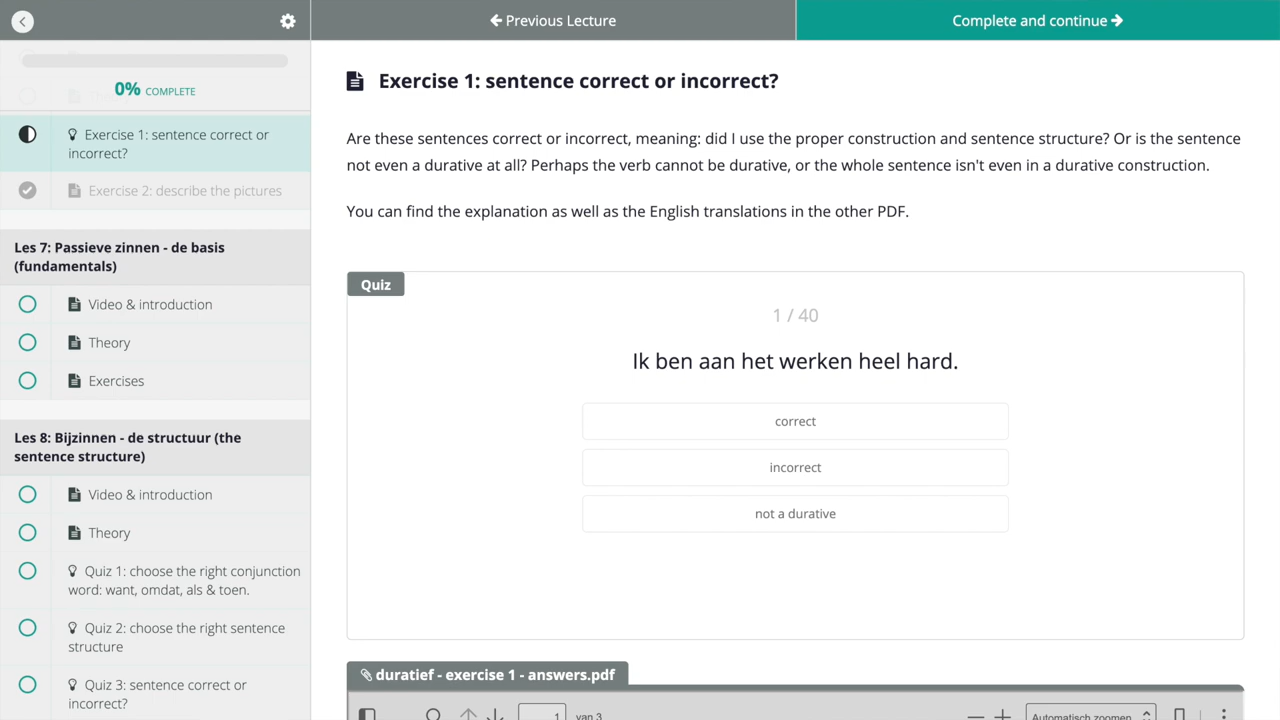 Previous Lecture
Complete and continue
0% COMPLETE
Exercise 1: sentence correct or
incorrect?
Exercise 2: describe the pictures
Les 7: Passieve zinnen - de basis
(fundamentals)
Video & introduction
Theory
Exercises
Les 8: Bijzinnen - de structuur (the
sentence structure)
Video & introduction
Theory
Quiz 1: choose the right conjunction
word: want, omdat, als & toen.
Quiz 2: choose the right sentence
structure
Quiz 3: sentence correct or
incorrect?
Exercise 1: sentence correct or incorrect?
Are these sentences correct or incorrect, meaning: did I use the proper construction and sentence structure? Or is the sentence
not even a durative at all? Perhaps the verb cannot be durative, or the whole sentence isn't even in a durative construction.
You can find the explanation as well as the English translations in the other PDF.
Quiz
1 / 40
Ik ben aan het werken heel hard.
correct
incorrect
not a durative
duratief - exercise 1 - answers.pdf
1 van 3
Automatisch zoomen